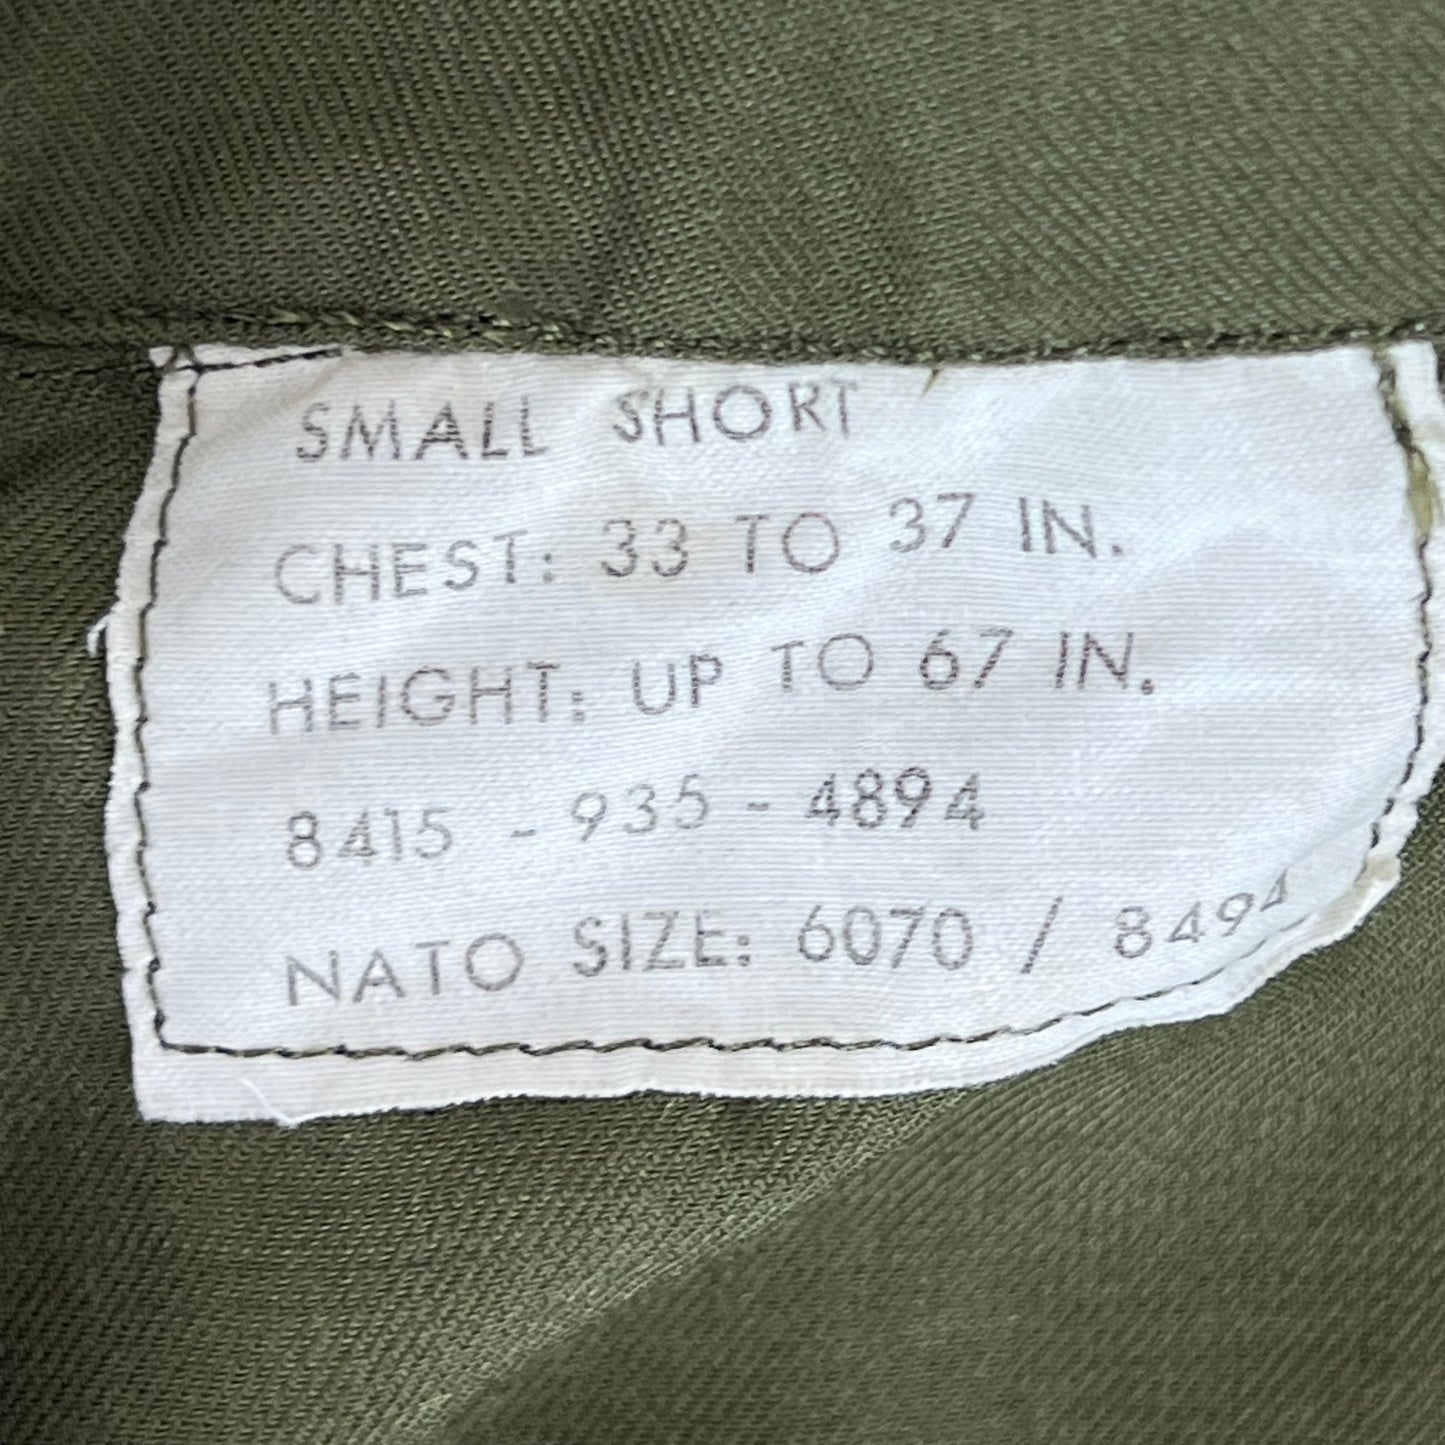 SMALL SHORT
CHEST: 33 TO 37 IN.
HEIGHT: UP TO 67 IN.
8415 - 935 - 4894
NATO SIZE: 6070 / 8494